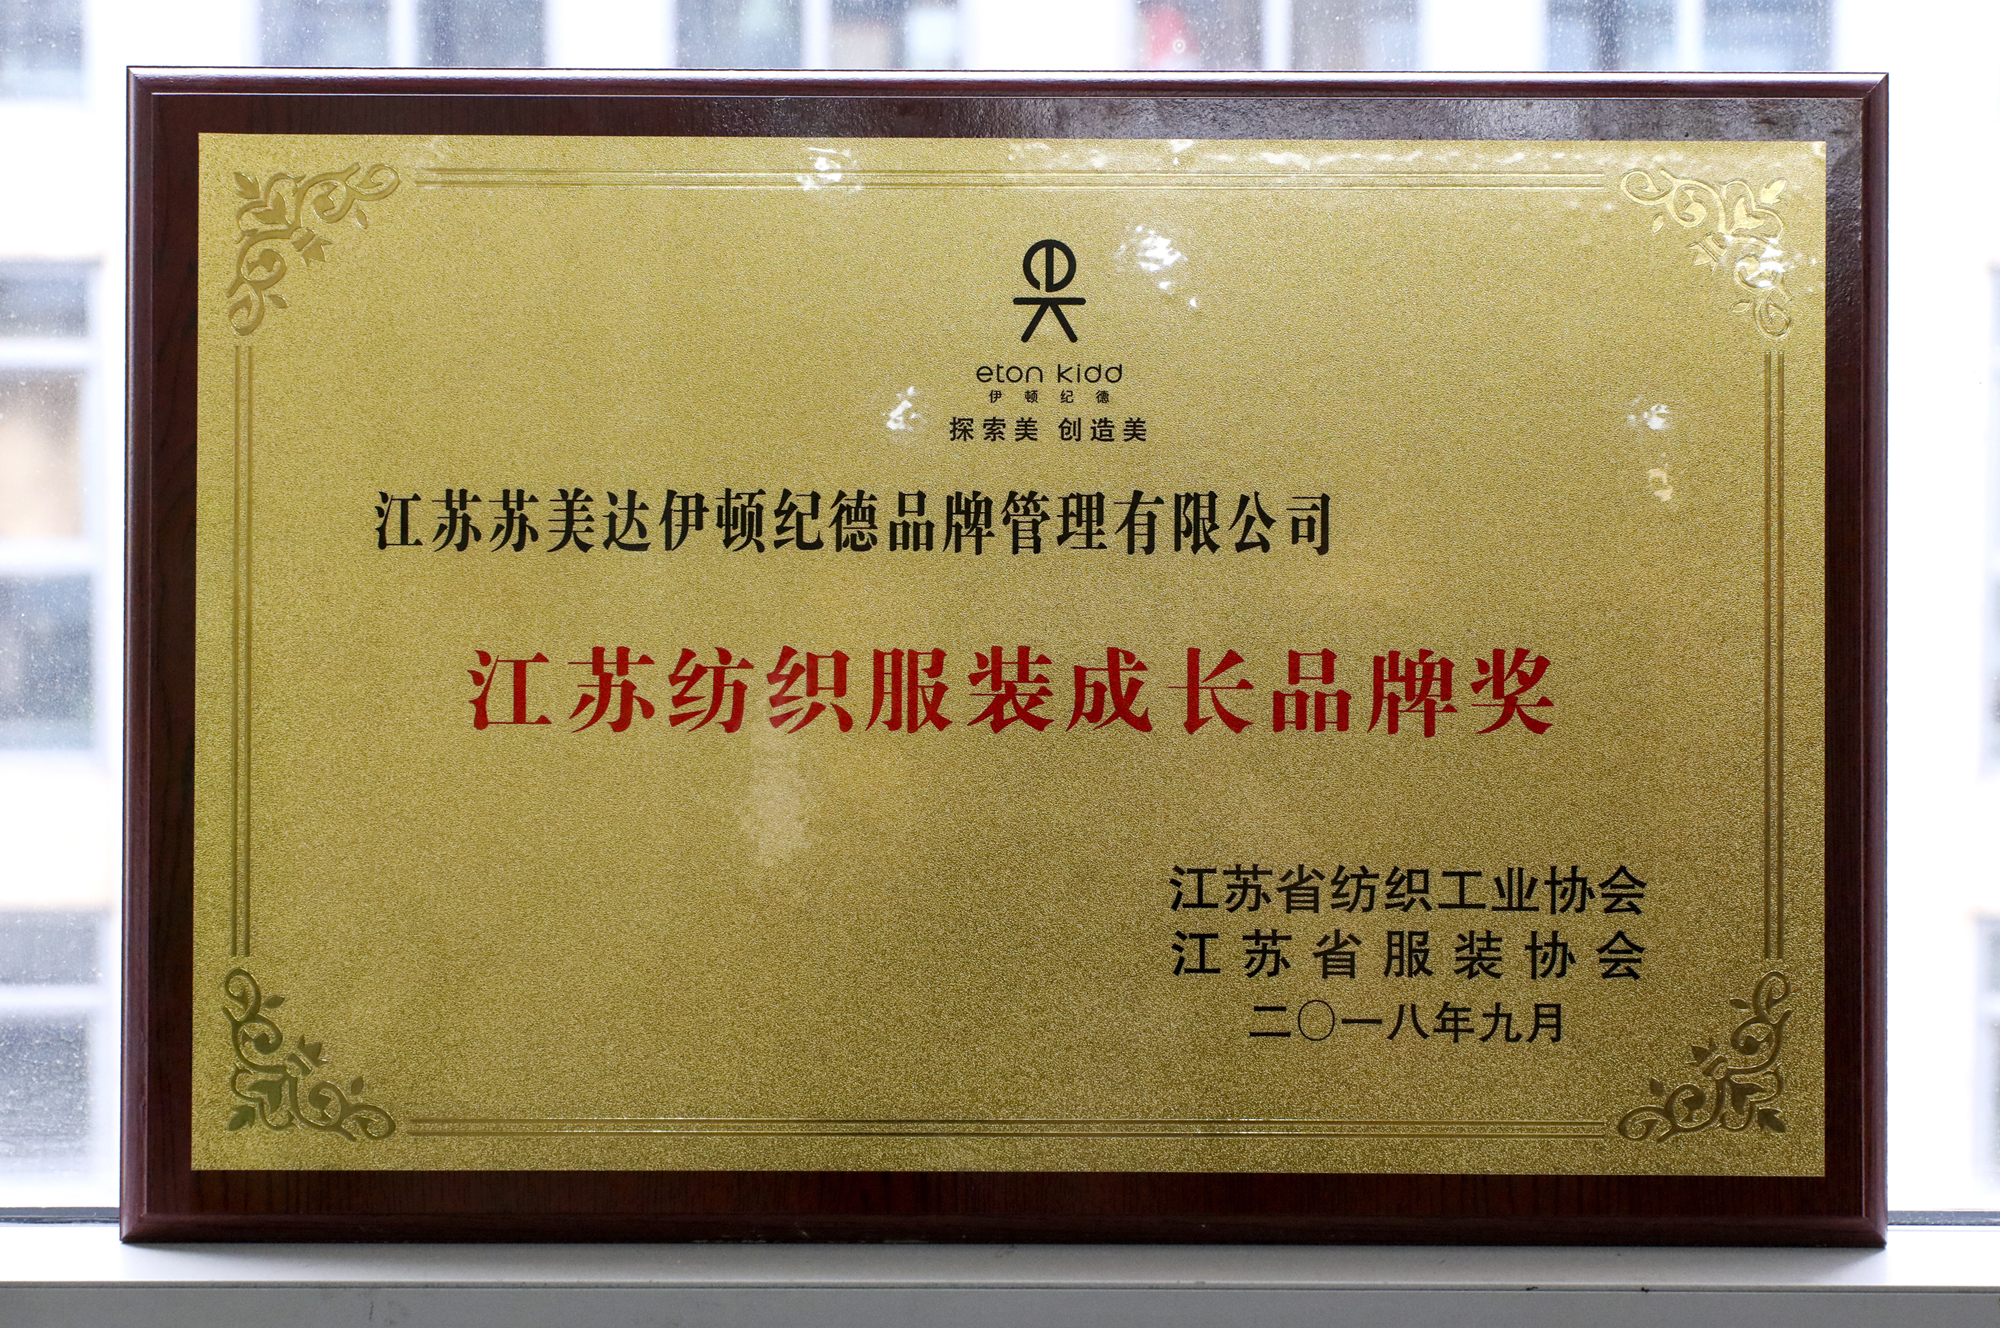 eton kidd
伊顿纪德
探索美 创造美
江苏苏美达伊顿纪德品牌管理有限公司
江苏纺织服装成长品牌奖
江苏省纺织工业协会
江苏省服装协会
二〇一八年九月